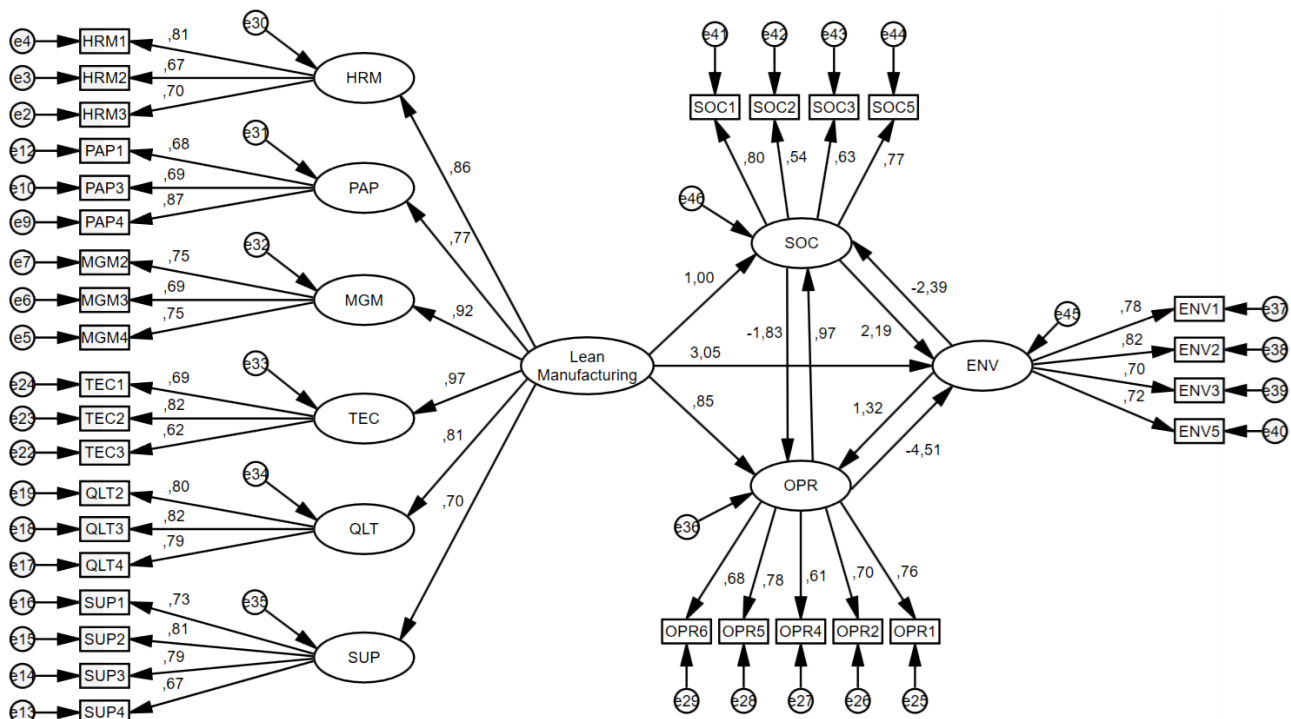 e30
e41
e42
e43
e44
e4
HRM1
,81
e3
HRM2
,67
HRM
e2
HRM3
,70
SOC1
SOC2
SOC3
SOC5
e31
e12
PAP1
,68
,80
,54
,63
,77
e10
PAP3
,69
PAP
,86
e9
PAP4
,87
e46
e32
,77
SOC
e7
MGM2
,75
e6
MGM3
,69
MGM
1,00
-2,39
e5
MGM4
,75
,92
-1,83
,97
2,19
e45
,78
ENV1
e37
e33
Lean
Manufacturing
3,05
ENV
,82
ENV2
e38
e24
TEC1
,69
,97
,70
ENV3
e39
e23
TEC2
,82
TEC
,85
1,32
,72
ENV5
e40
e22
TEC3
,62
,81
-4,51
e34
OPR
e19
QLT2
,80
,70
e18
QLT3
,82
QLT
e36
e17
QLT4
,79
,68
,78
,61
,70
,76
e16
SUP1
,73
e35
e15
SUP2
,81
OPR6
OPR5
OPR4
OPR2
OPR1
e14
SUP3
,79
SUP
e13
SUP4
,67
e29
e28
e27
e26
e25